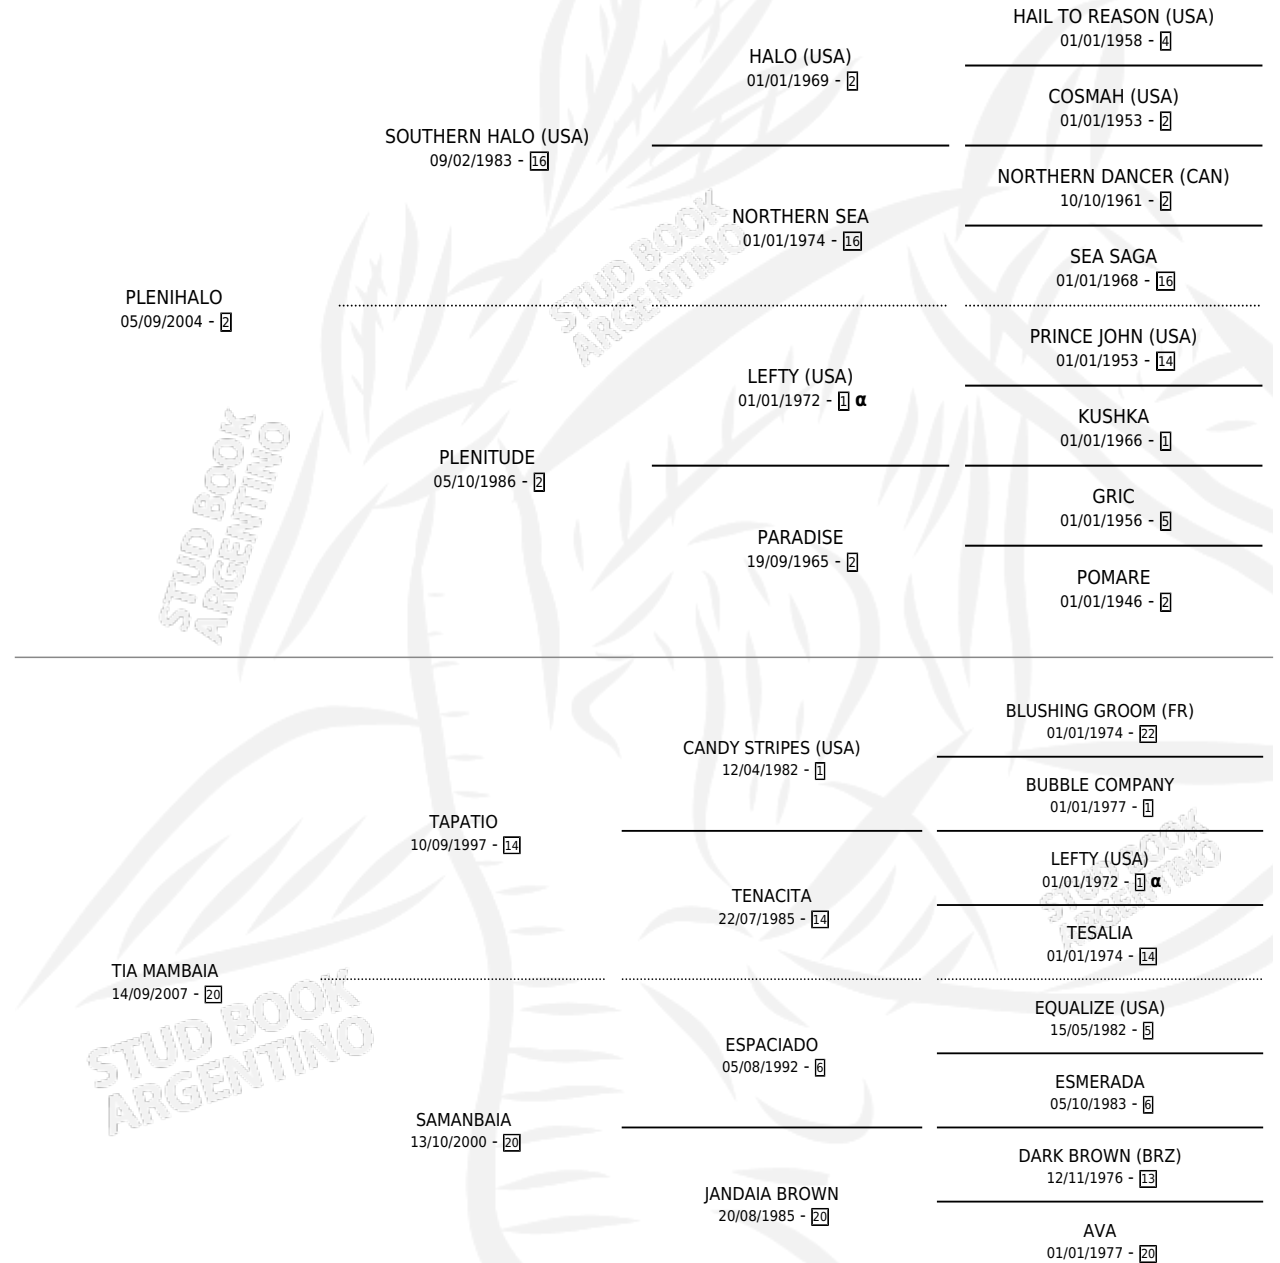 HAIL TO REASON (USA)
01/01/1958 - 4
HALO (USA)
01/01/1969 - 2
COSMAH (USA)
01/01/1953 - 2
SOUTHERN HALO (USA)
09/02/1983 - 16
NORTHERN DANCER (CAN)
10/10/1961 - 2
NORTHERN SEA
01/01/1974 - 16
SEA SAGA
01/01/1968 - 16
STUD BOOK
ARGENTINO
PLENIHALO
05/09/2004 - 2
PRINCE JOHN (USA)
01/01/1953 - 14
LEFTY (USA)
01/01/1972 - 1 α
KUSHKA
01/01/1966 - 1
PLENITUDE
05/10/1986 - 2
GRIC
01/01/1956 - 5
PARADISE
19/09/1965 - 2
POMARE
01/01/1946 - 2
STUD BOOK
ARGENTINO
BLUSHING GROOM (FR)
01/01/1974 - 22
CANDY STRIPES (USA)
12/04/1982 - 1
BUBBLE COMPANY
01/01/1977 - 1
TAPATIO
10/09/1997 - 14
LEFTY (USA)
01/01/1972 - 1 α
STUD BOOK
ARGENTINO
TENACITA
22/07/1985 - 14
TESALIA
01/01/1974 - 14
TIA MAMBAIA
14/09/2007 - 20
STUD BOOK
ARGENTINO
EQUALIZE (USA)
15/05/1982 - 5
ESPACIADO
05/08/1992 - 6
ESMERADA
05/10/1983 - 6
SAMANBAIA
13/10/2000 - 20
DARK BROWN (BRZ)
12/11/1976 - 13
JANDAIA BROWN
20/08/1985 - 20
AVA
01/01/1977 - 20